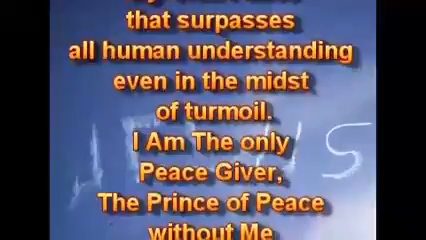 that surpasses
all human understanding
even in the midst
of turmoil.
I Am The only
Peace Giver,
The Prince of Peace
without Me
JESUS